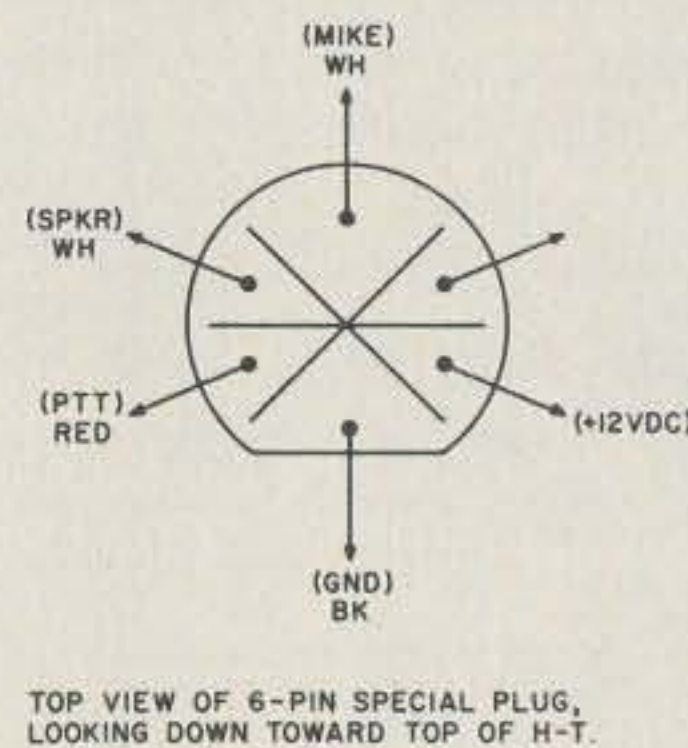 (MIKE)
WH
(SPKR)
WH
(PTT)
RED
(+12VDC)
(GND)
BK
TOP VIEW OF 6-PIN SPECIAL PLUG,
LOOKING DOWN TOWARD TOP OF H-T.